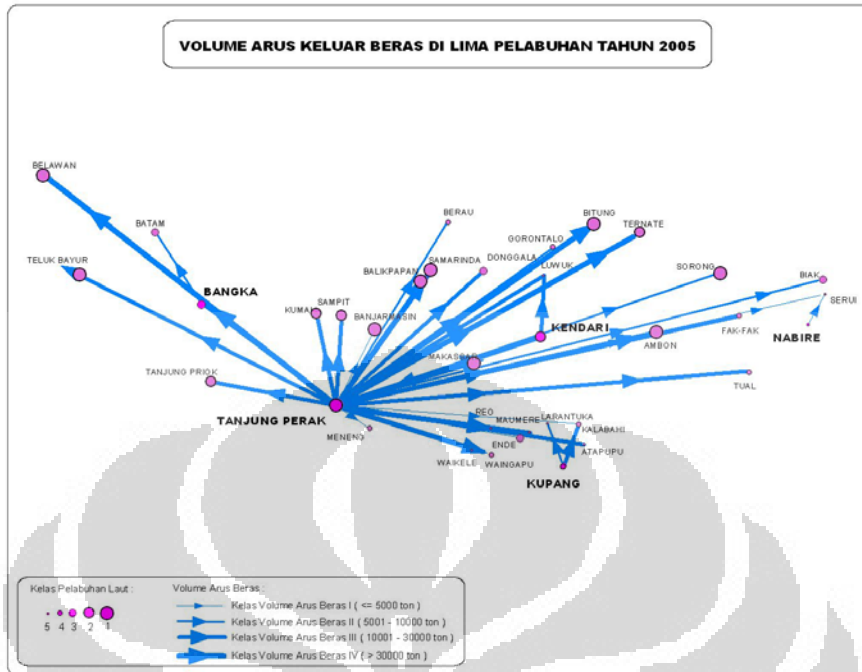 VOLUME ARUS KELUAR BERAS DI LIMA PELABUHAN TAHUN 2005
BELAWAN
BATAM
BERAU
BITUNG
TERNATE
GORONTALO
TELUK BAYUR
SAMARINDA
DONGGALA
BALIKPAPAN
LUWUK
SORONG
BIAK
BANGKA
SERUI
KUMAI
SAMPIT
BANJARMASIN
KENDARI
FAK-FAK
NABIRE
AMBON
MAKASSAR
TANJUNG PRIOK
TUAL
TANJUNG PERAK
REO
MAUMERE
LARANTUKA
KALABAHI
MENENG
ENDE
ATAPUPU
WAIKELE
WAINGAPU
KUPANG
Kelas Pelabuhan Laut :
5 4 3 2 1
Volume Arus Beras :
Kelas Volume Arus Beras I ( <= 5000 ton )
Kelas Volume Arus Beras II ( 5001 - 10000 ton )
Kelas Volume Arus Beras III ( 10001 - 30000 ton )
Kelas Volume Arus Beras IV ( > 30000 ton )